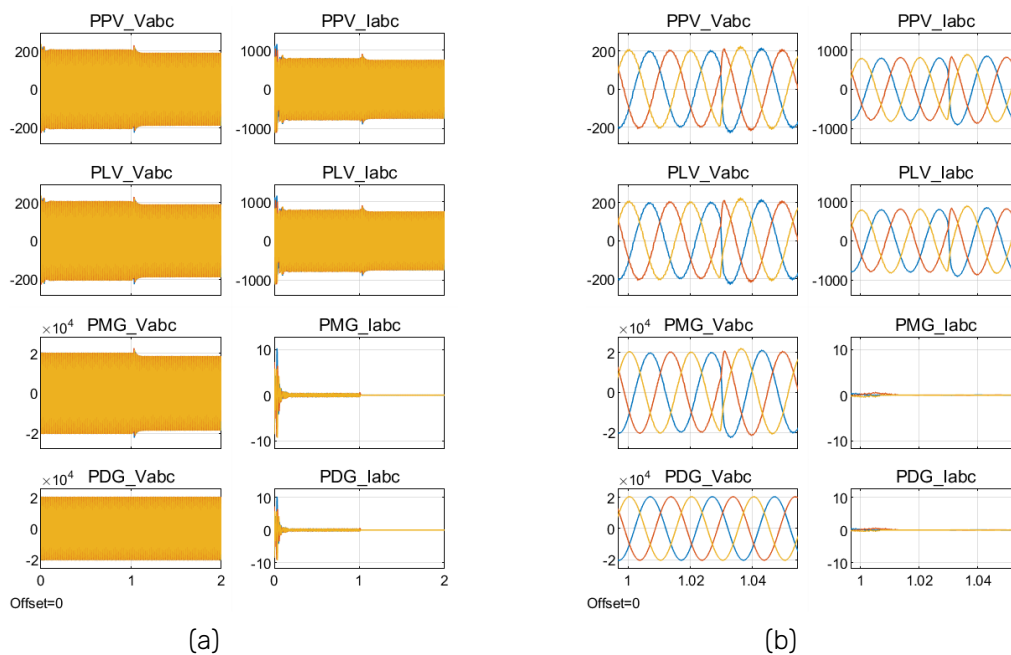 PPV_Vabc PPV_Iabc PPV_Vabc PPV_Iabc
200 1000 200 1000
0 0 0 0
-200 -1000 -200 -1000
PLV_Vabc PLV_Iabc PLV_Vabc PLV_Iabc
200 1000 200 1000
0 0 0 0
-200 -1000 -200 -1000
×10⁴ PMG_Vabc PMG_Iabc ×10⁴ PMG_Vabc PMG_Iabc
2 10 2 10
0 0 0 0
-2 -10 -2 -10
×10⁴ PDG_Vabc PDG_Iabc ×10⁴ PDG_Vabc PDG_Iabc
2 10 2 10
0 0 0 0
-2 -10 -2 -10
0 1 2 0 1 2 1 1.02 1.04 1 1.02 1.04
Offset=0 Offset=0
(a) (b)